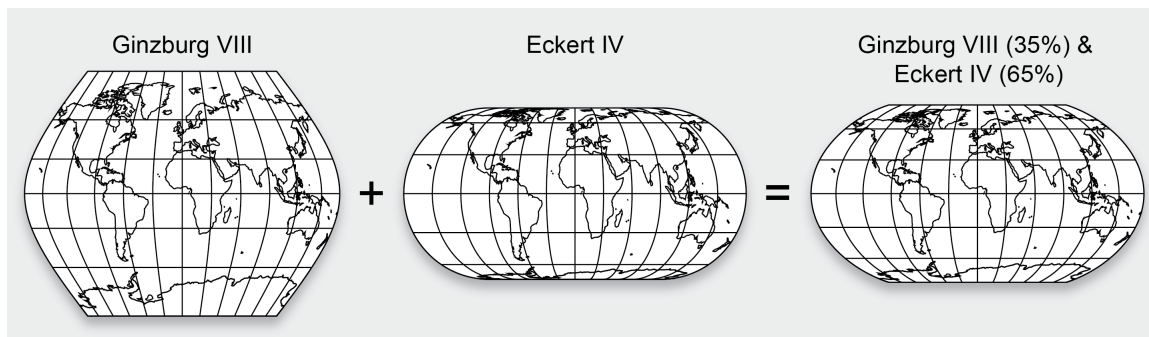 Ginzburg VIII
+
Eckert IV
=
Ginzburg VIII (35%) &
Eckert IV (65%)